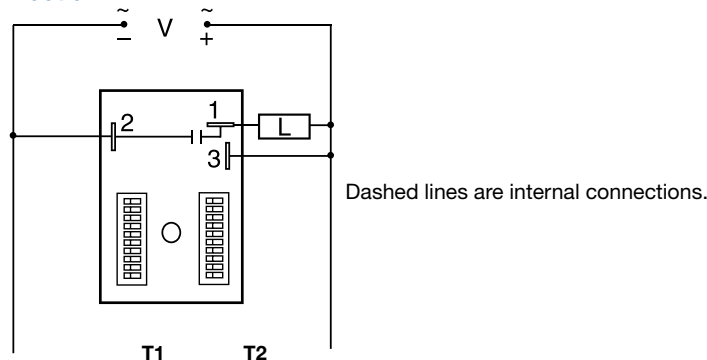 ~ V ~
– +
2
1
L
3
Dashed lines are internal connections.
T1 T2